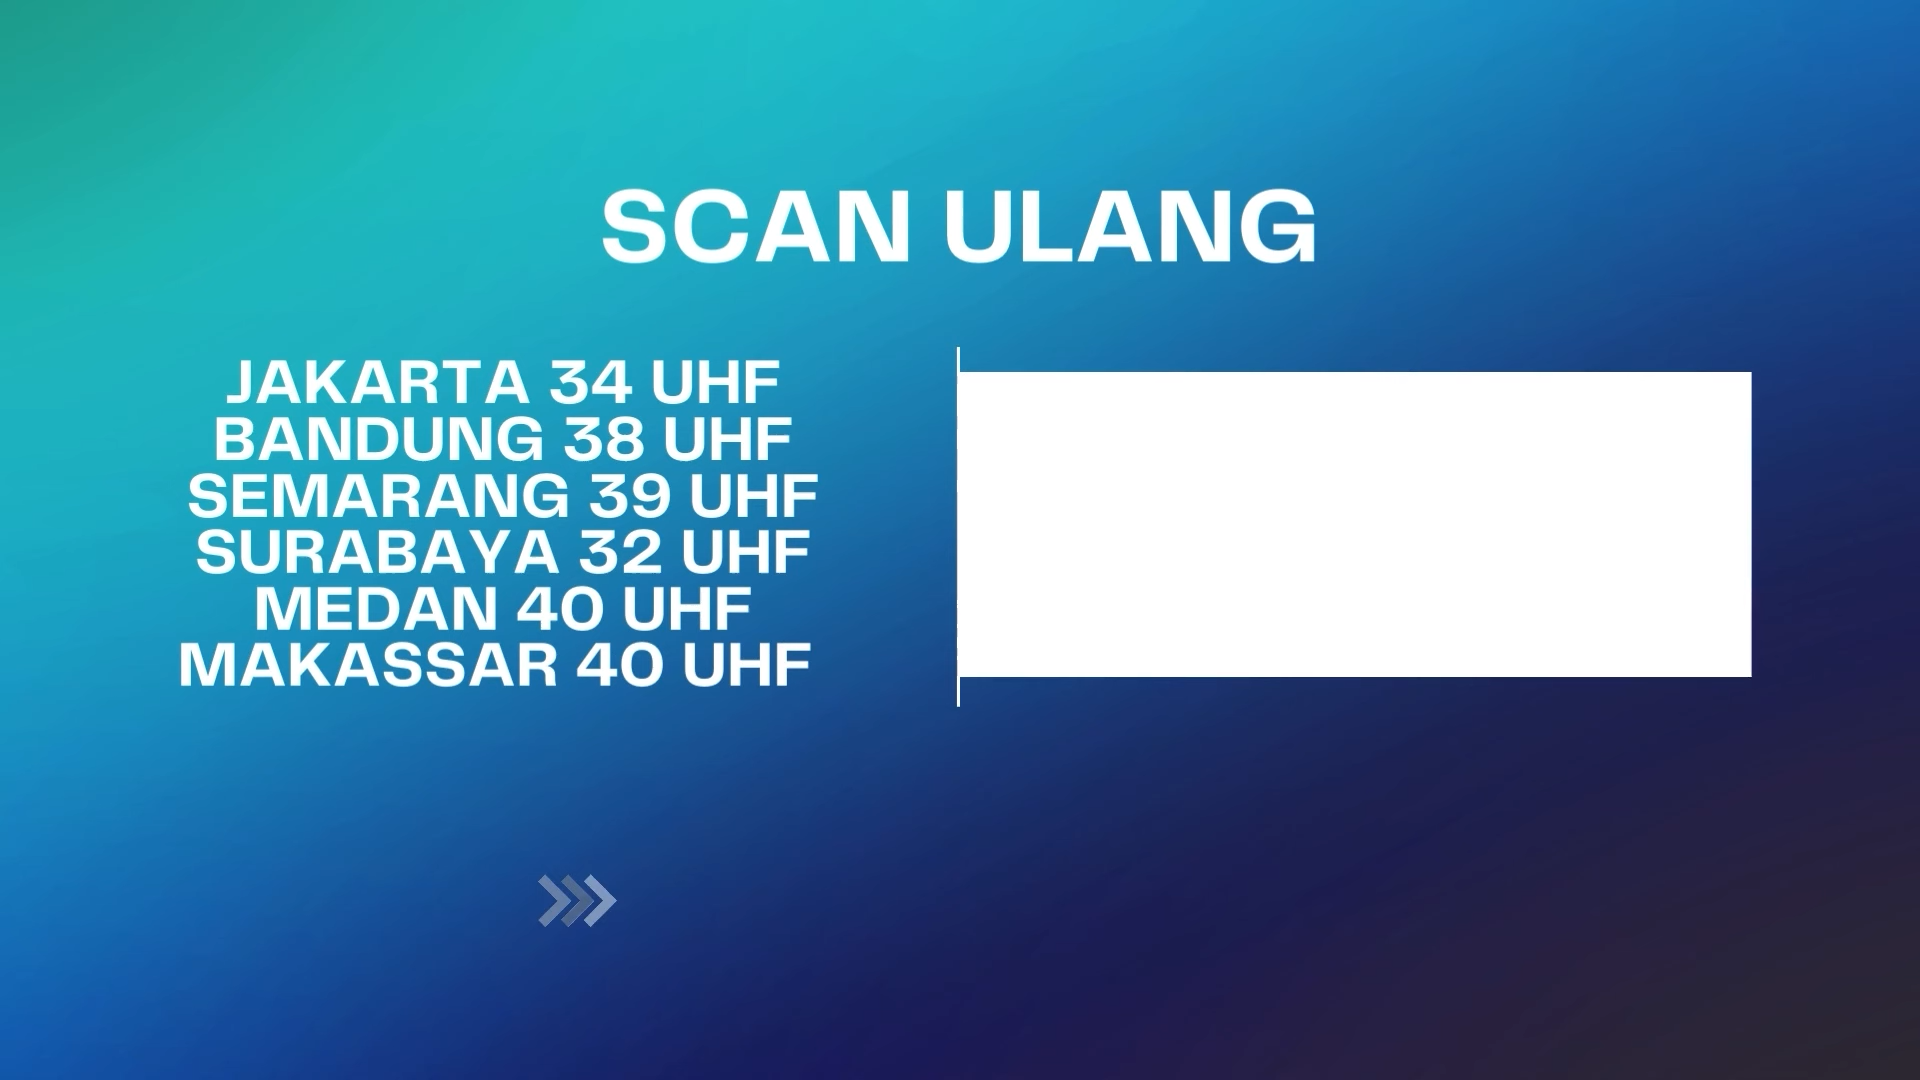 SCAN ULANG
JAKARTA 34 UHF
BANDUNG 38 UHF
SEMARANG 39 UHF
SURABAYA 32 UHF
MEDAN 40 UHF
MAKASSAR 40 UHF